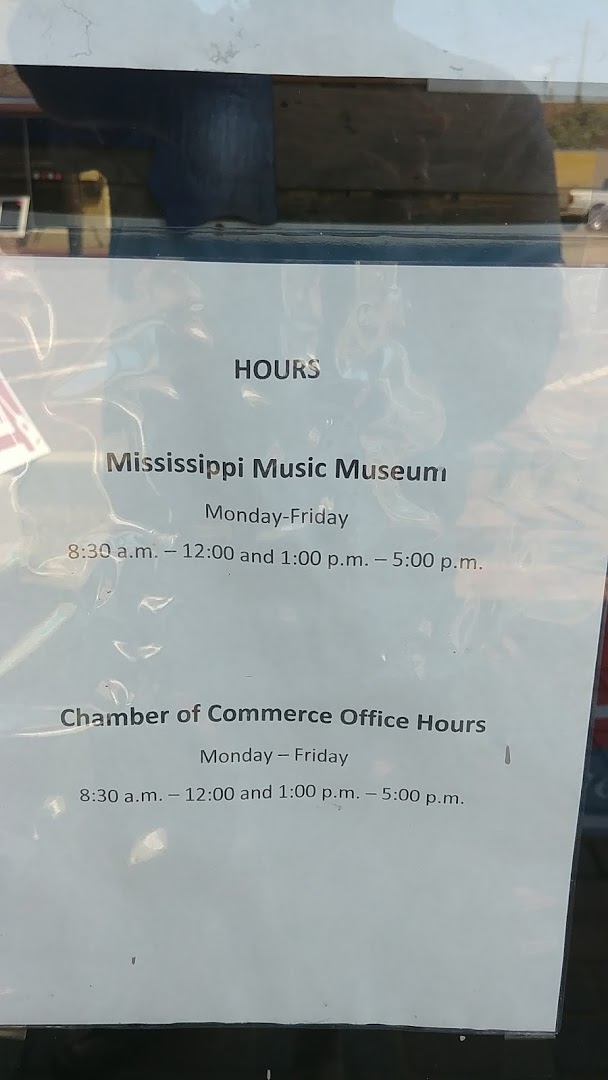 HOURS
Mississippi Music Museum
Monday-Friday
8:30 a.m. – 12:00 and 1:00 p.m. – 5:00 p.m.
Chamber of Commerce Office Hours
Monday – Friday
8:30 a.m. – 12:00 and 1:00 p.m. – 5:00 p.m.